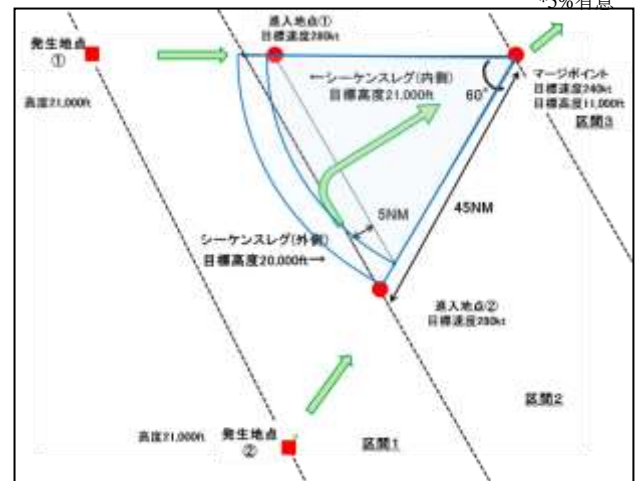 *5%有意
発生地点
①
高度21,000ft
進入地点①
目標速度280kt
←シーケンスレグ(内側)
目標高度21,000ft
60°
マージポイント
目標速度240kt
目標高度11,000ft
区間3
5NM
45NM
シーケンスレグ(外側)
目標高度20,000ft→
進入地点②
目標速度280kt
区間2
高度21,000ft
発生地点
②
区間1